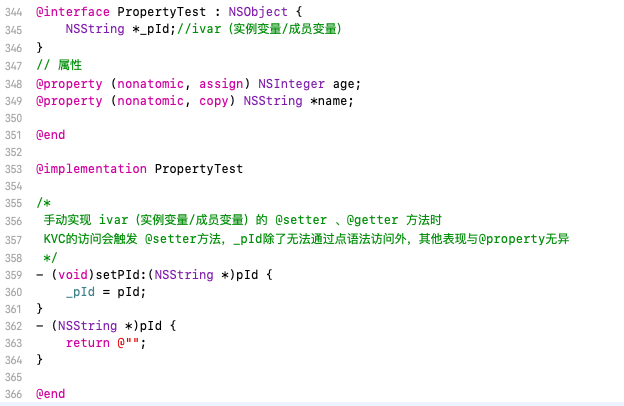 344 @interface PropertyTest : NSObject {
345     NSString *_pId;//ivar（实例变量/成员变量）
346 }
347 // 属性
348 @property (nonatomic, assign) NSInteger age;
349 @property (nonatomic, copy) NSString *name;
350
351 @end
352
353 @implementation PropertyTest
354
355 /*
356  手动实现 ivar（实例变量/成员变量）的 @setter 、@getter 方法时
357  KVC的访问会触发 @setter方法，_pId除了无法通过点语法访问外，其他表现与@property无异
358  */
359 - (void)setPId:(NSString *)pId {
360     _pId = pId;
361 }
362 - (NSString *)pId {
363     return @"";
364 }
365
366 @end